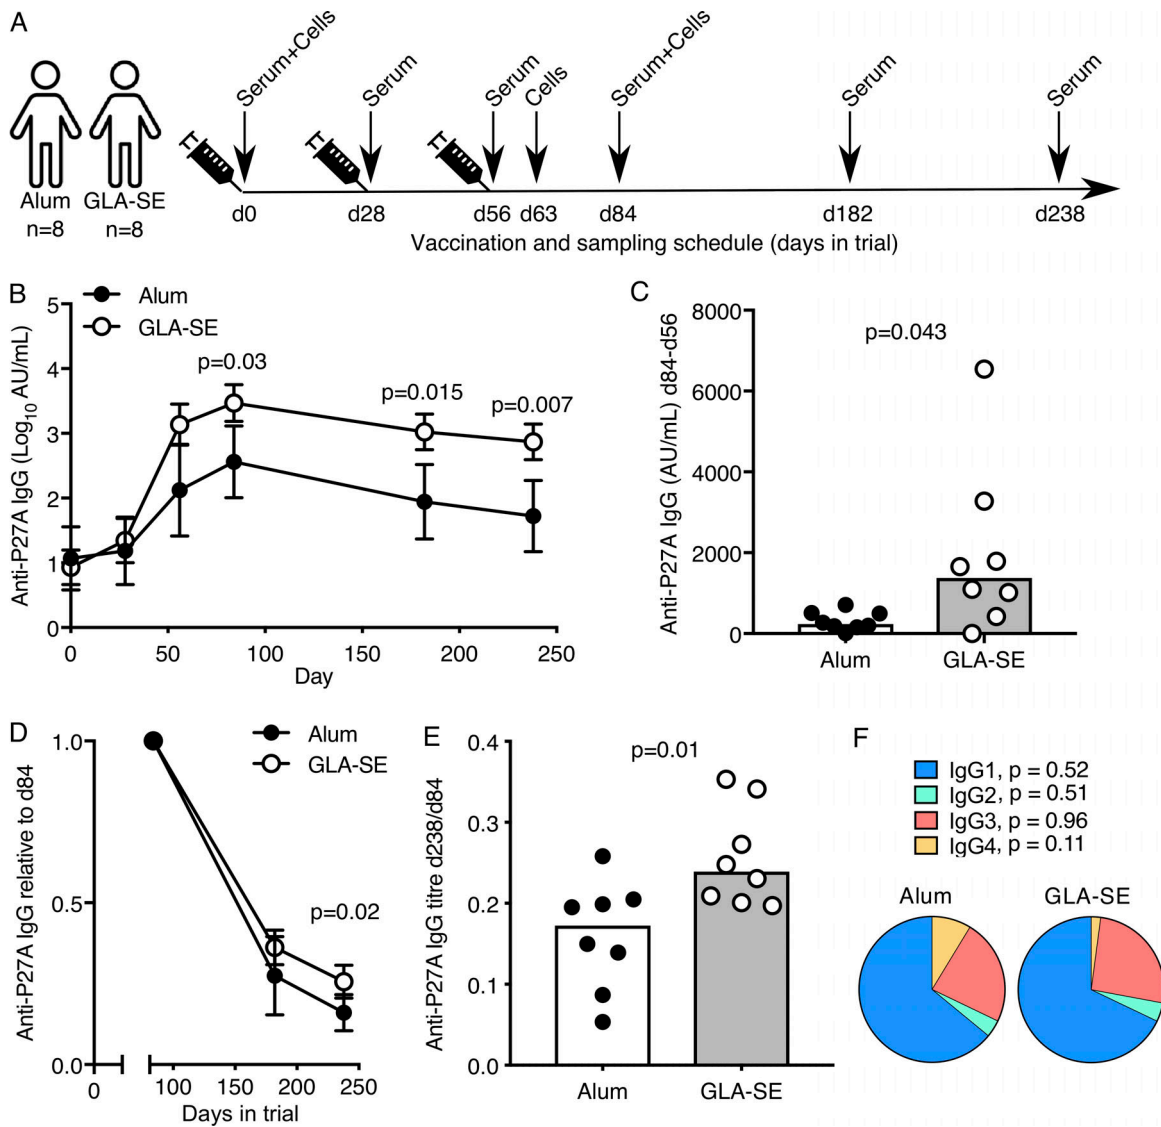 A
Serum+Cells
Serum
Serum
Cells
Serum+Cells
Serum
Serum
Alum
n=8
GLA-SE
n=8
d0
d28
d56
d63
d84
d182
d238
Vaccination and sampling schedule (days in trial)
B
Alum
GLA-SE
Anti-P27A IgG (Log10 AU/mL)
5
4
3
2
1
0
p=0.03
p=0.015
p=0.007
0
50
100
150
200
250
Day
C
Anti-P27A IgG (AU/mL) d84-d56
8000
6000
4000
2000
0
p=0.043
Alum
GLA-SE
D
Alum
GLA-SE
Anti-P27A IgG relative to d84
1.0
0.5
0.0
p=0.02
0
100
150
200
250
Days in trial
E
Anti-P27A IgG titre d238/d84
0.4
0.3
0.2
0.1
0.0
p=0.01
Alum
GLA-SE
F
IgG1, p = 0.52
IgG2, p = 0.51
IgG3, p = 0.96
IgG4, p = 0.11
Alum
GLA-SE